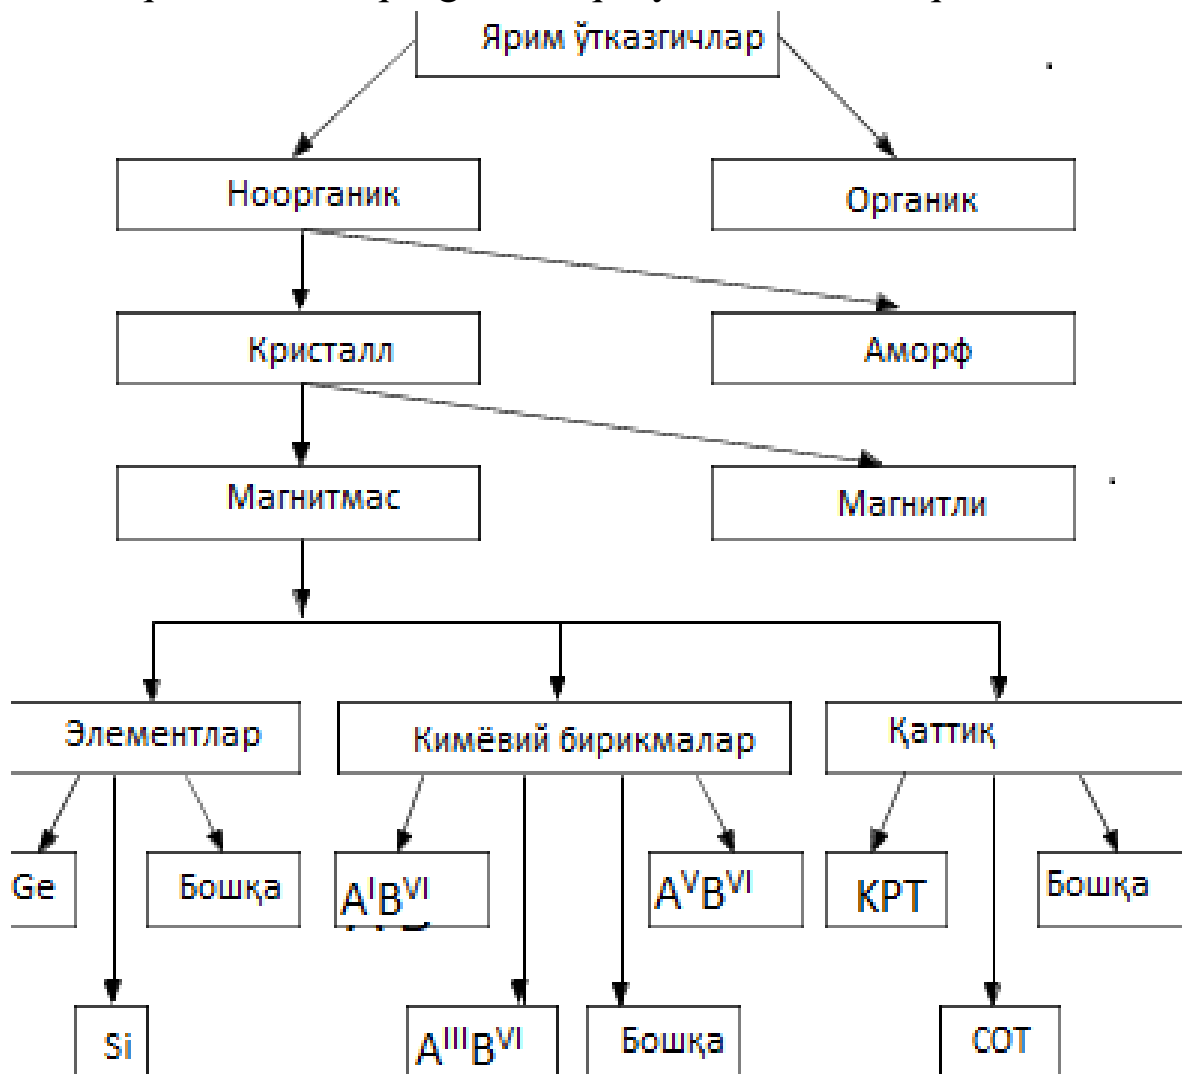 Ярим ўтказгичлар
Ноорганик
Органик
Кристалл
Аморф
Магнитмас
Магнитли
Элементлар
Кимёвий бирикмалар
Қаттиқ
Ge
Бошқа
AᴵBⱽᴵ
AⱽBⱽᴵ
КРТ
Бошқа
Si
AᴵᴵᴵBⱽᴵ
Бошқа
СОТ